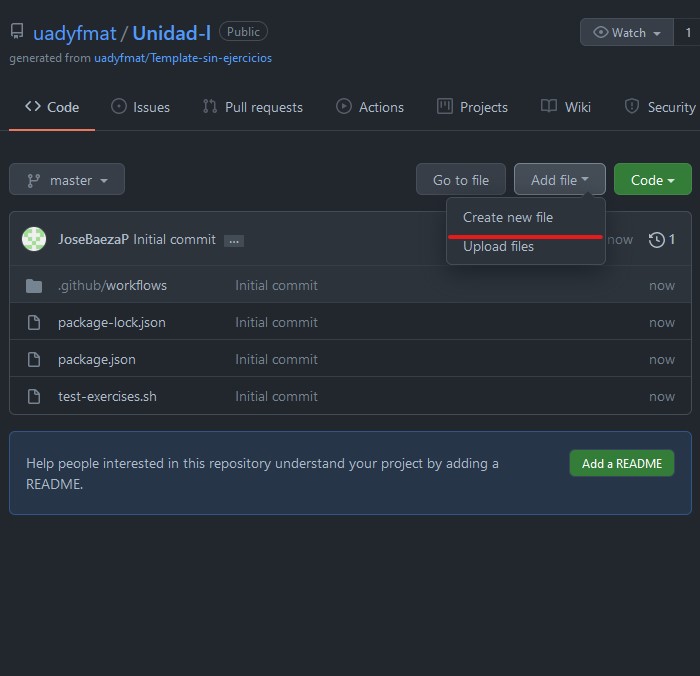 uadyfmat / Unidad-I Public Watch 1
generated from uadyfmat/Template-sin-ejercicios
Code Issues Pull requests Actions Projects Wiki Security
master Go to file Add file Code
Create new file
JoseBaezaP Initial commit ... now 1
Upload files
.github/workflows Initial commit now
package-lock.json Initial commit now
package.json Initial commit now
test-exercises.sh Initial commit now
Help people interested in this repository understand your project by adding a Add a README
README.